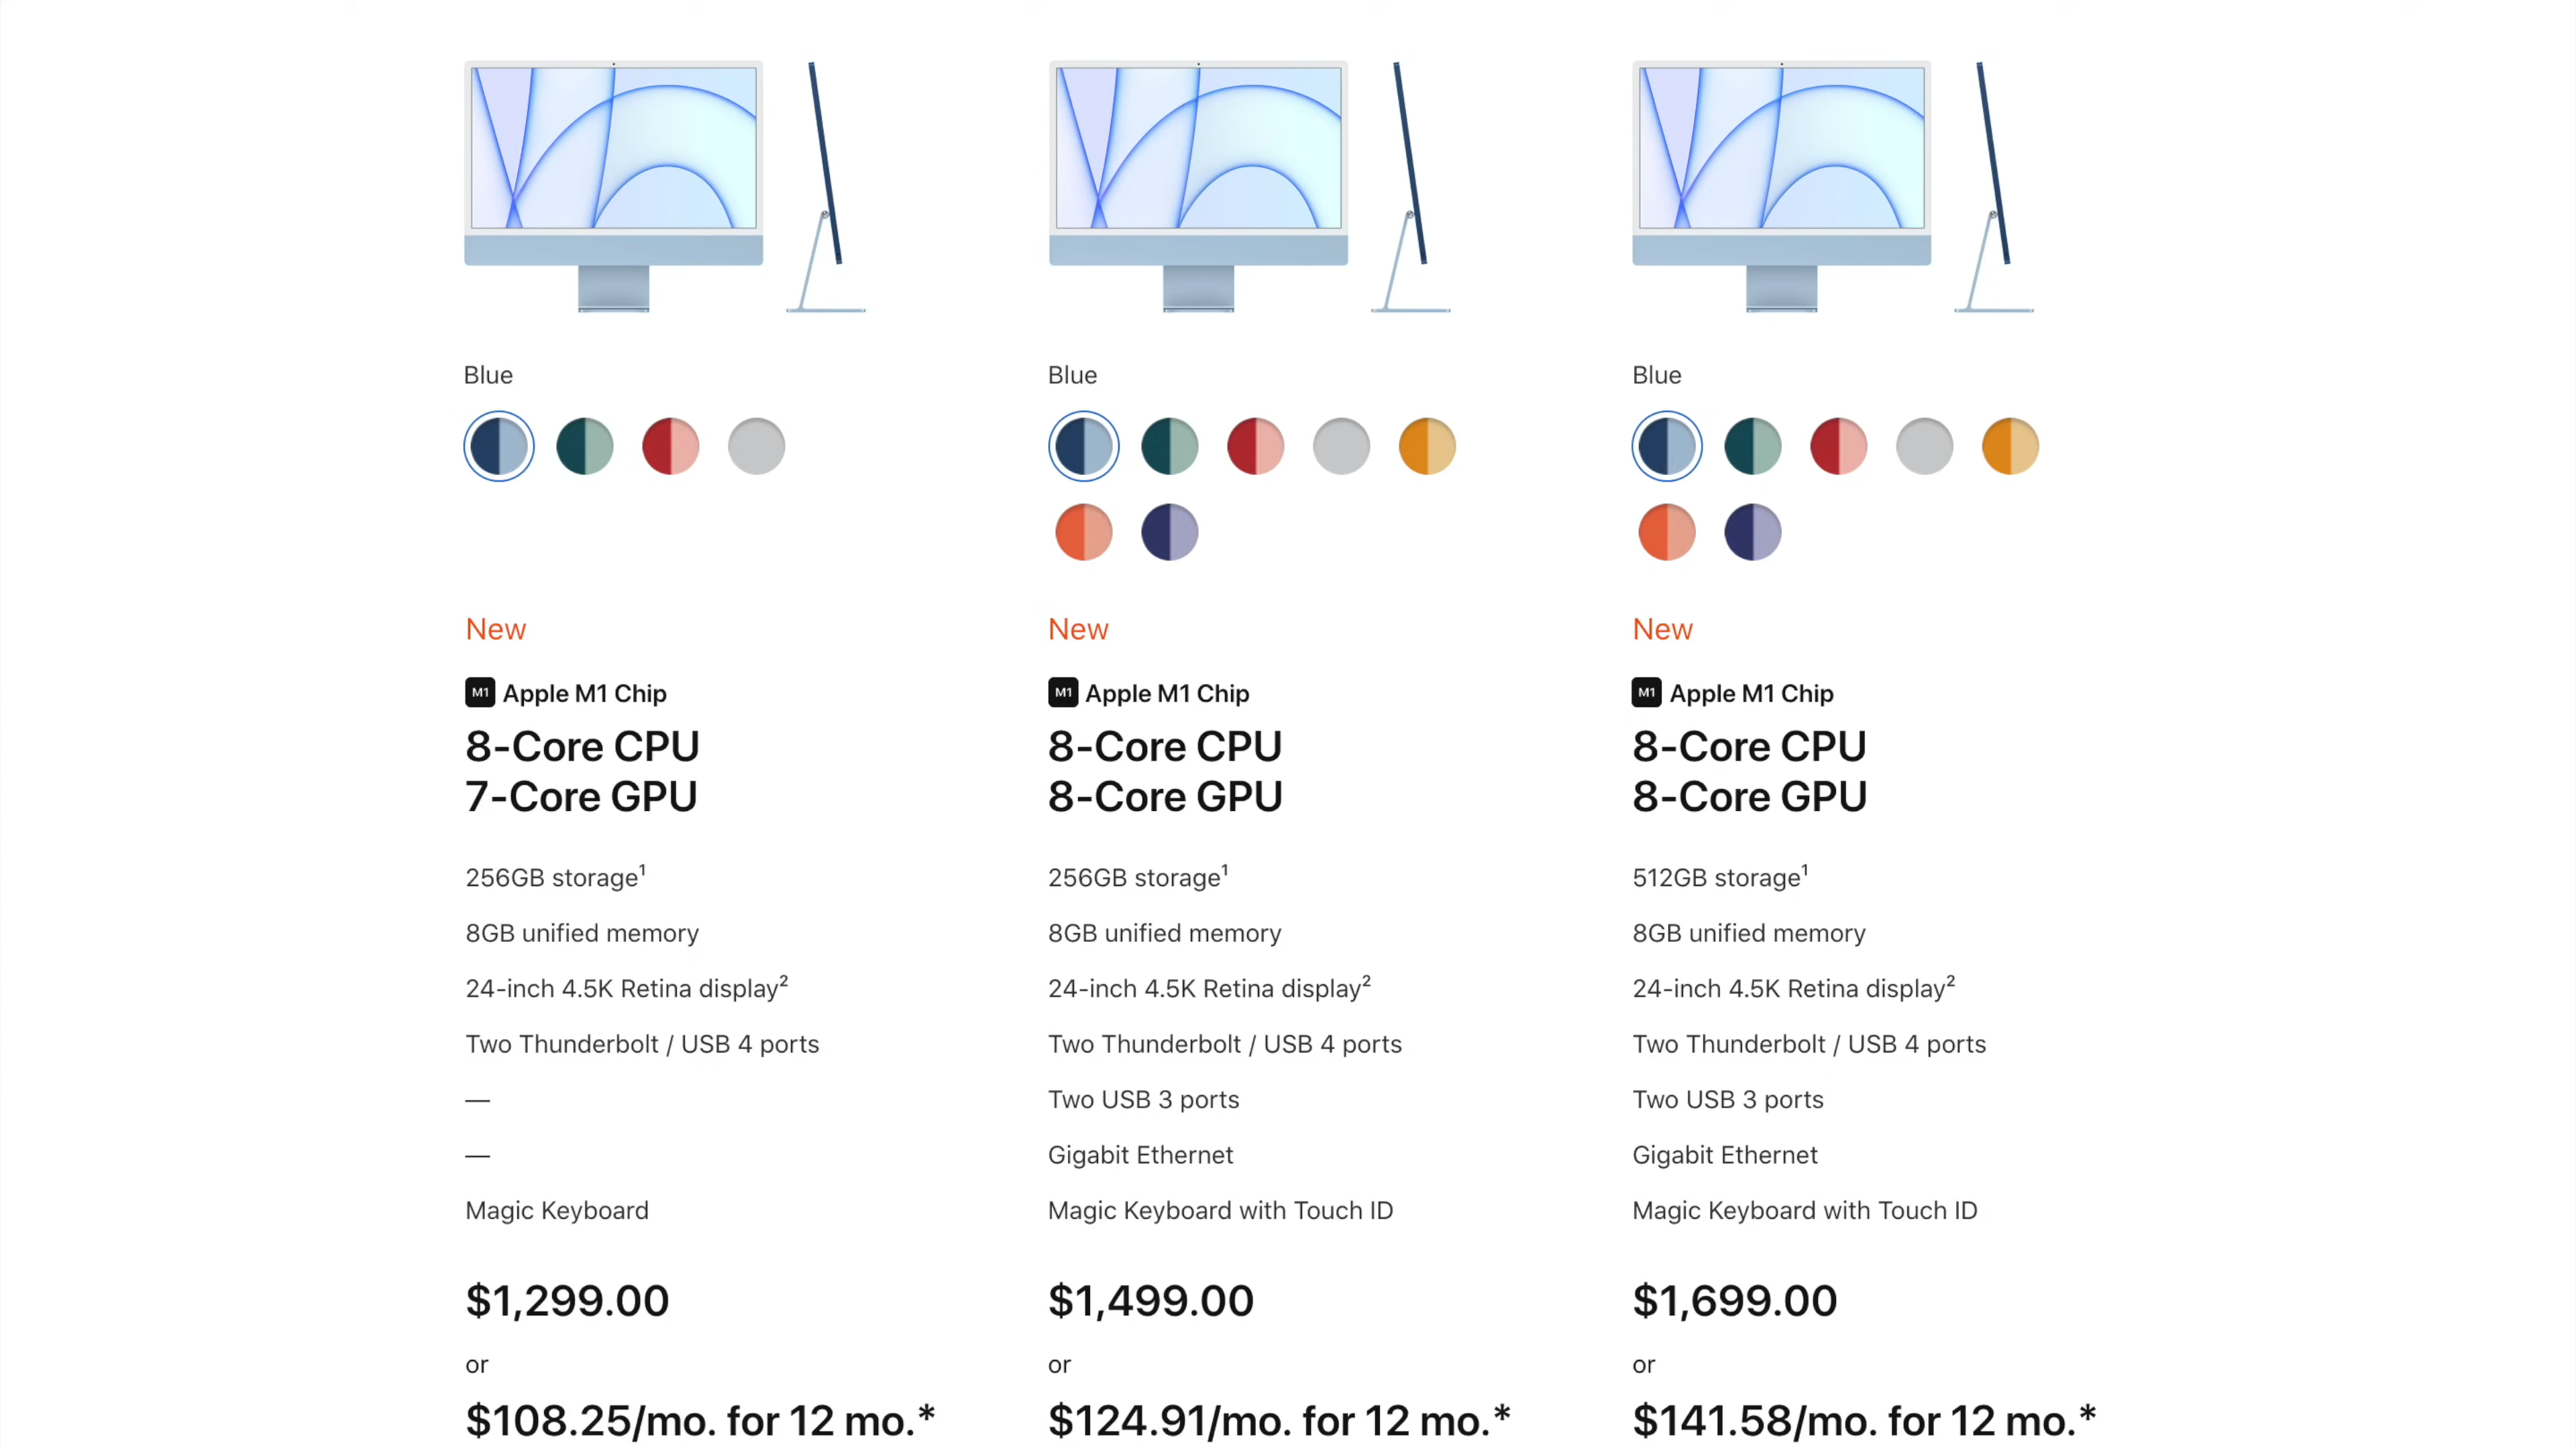 Blue
New
M1 Apple M1 Chip
8-Core CPU
7-Core GPU
256GB storage¹
8GB unified memory
24-inch 4.5K Retina display²
Two Thunderbolt / USB 4 ports
—
—
Magic Keyboard
$1,299.00
or
$108.25/mo. for 12 mo.*
Blue
New
M1 Apple M1 Chip
8-Core CPU
8-Core GPU
256GB storage¹
8GB unified memory
24-inch 4.5K Retina display²
Two Thunderbolt / USB 4 ports
Two USB 3 ports
Gigabit Ethernet
Magic Keyboard with Touch ID
$1,499.00
or
$124.91/mo. for 12 mo.*
Blue
New
M1 Apple M1 Chip
8-Core CPU
8-Core GPU
512GB storage¹
8GB unified memory
24-inch 4.5K Retina display²
Two Thunderbolt / USB 4 ports
Two USB 3 ports
Gigabit Ethernet
Magic Keyboard with Touch ID
$1,699.00
or
$141.58/mo. for 12 mo.*